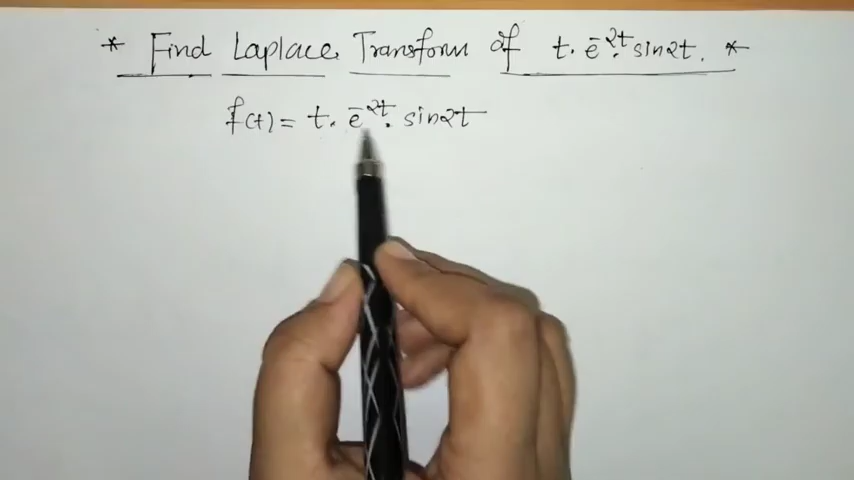 * Find Laplace Transform of t. e^-2t. sin2t. *
f(t) = t. e^-2t. sin2t